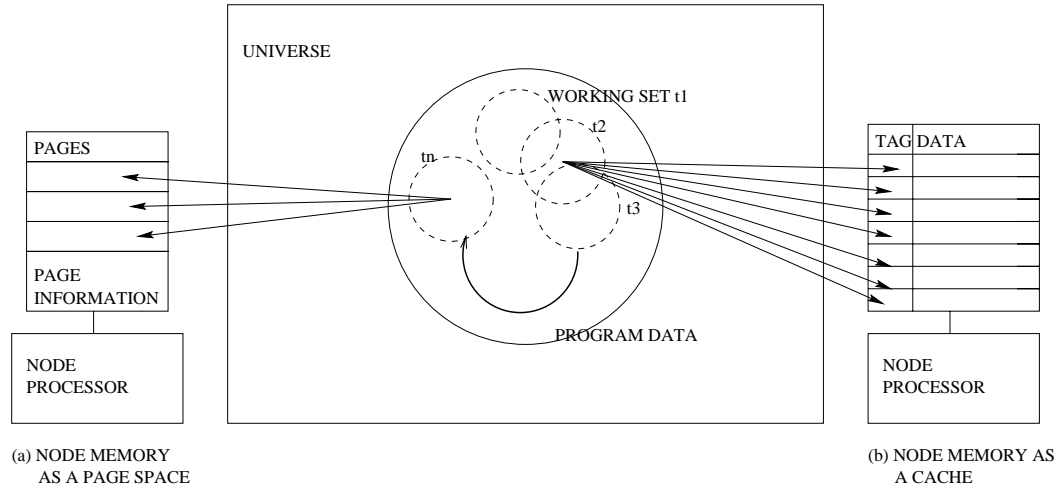 UNIVERSE
WORKING SET t1
t2
tn
t3
PROGRAM DATA
PAGES
PAGE
INFORMATION
NODE
PROCESSOR
(a) NODE MEMORY
AS A PAGE SPACE
TAG DATA
NODE
PROCESSOR
(b) NODE MEMORY AS
A CACHE